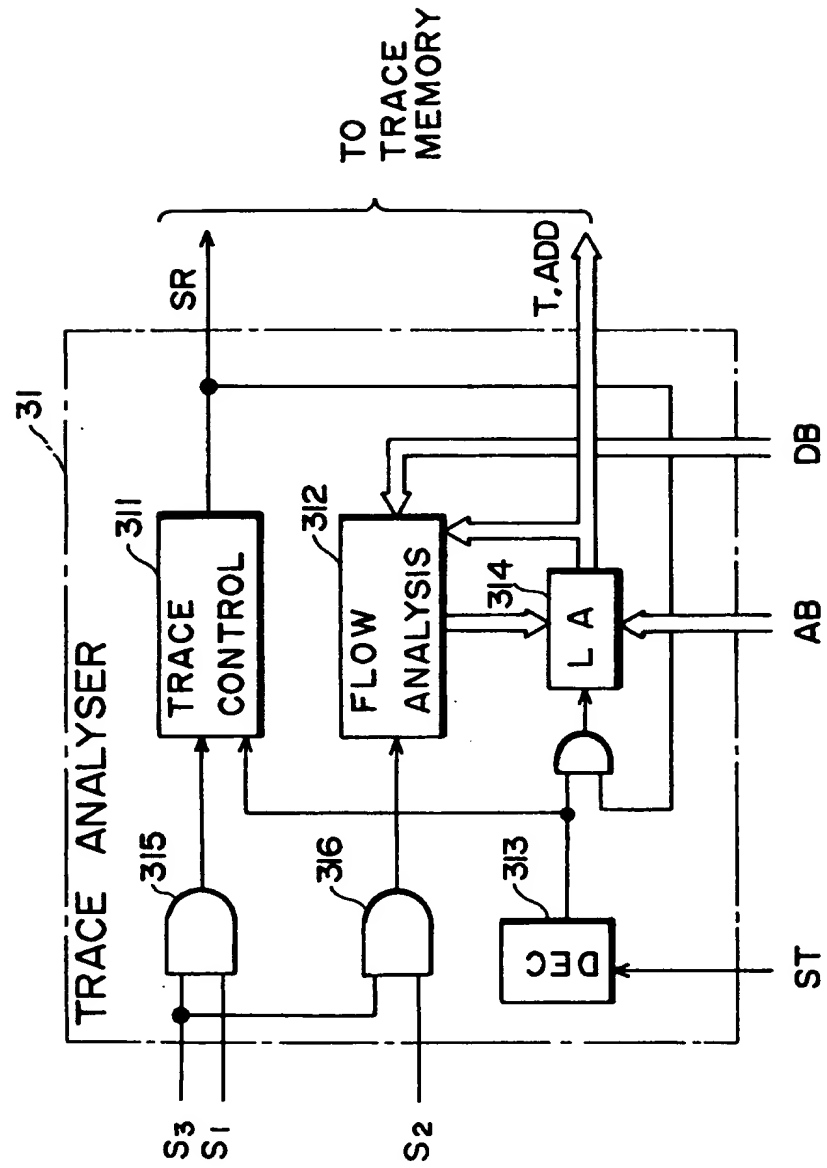 31
TRACE ANALYSER
S3
S1
S2
315
316
311
TRACE
CONTROL
312
FLOW
ANALYSIS
313
DEC
314
LA
SR
T.ADD
TO
TRACE
MEMORY
ST
AB
DB